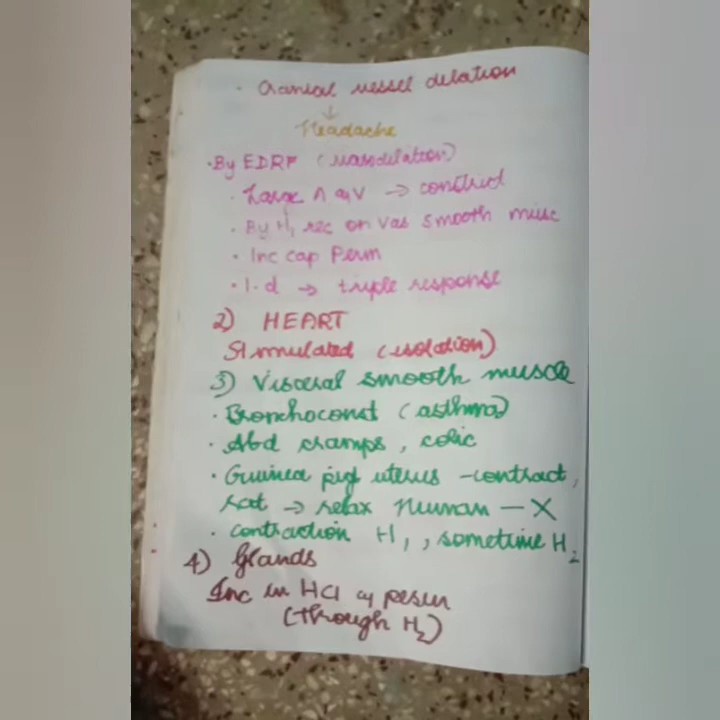 · Cranial vessel dilation
↓
Headache
· By EDRF (vasodilation)
· Large A & V → constrict
· By H1 rec on vas smooth musc
· Inc cap Perm
· I.d → triple response
2) HEART
Stimulated (isolation)
3) Visceral smooth muscle
· Bronchoconst (asthma)
· Abd cramps, colic
· Guinea pig uterus - contract,
rat → relax Human - X
· contraction H1, sometime H2
4) Glands
Inc in HCl &
(through H2)